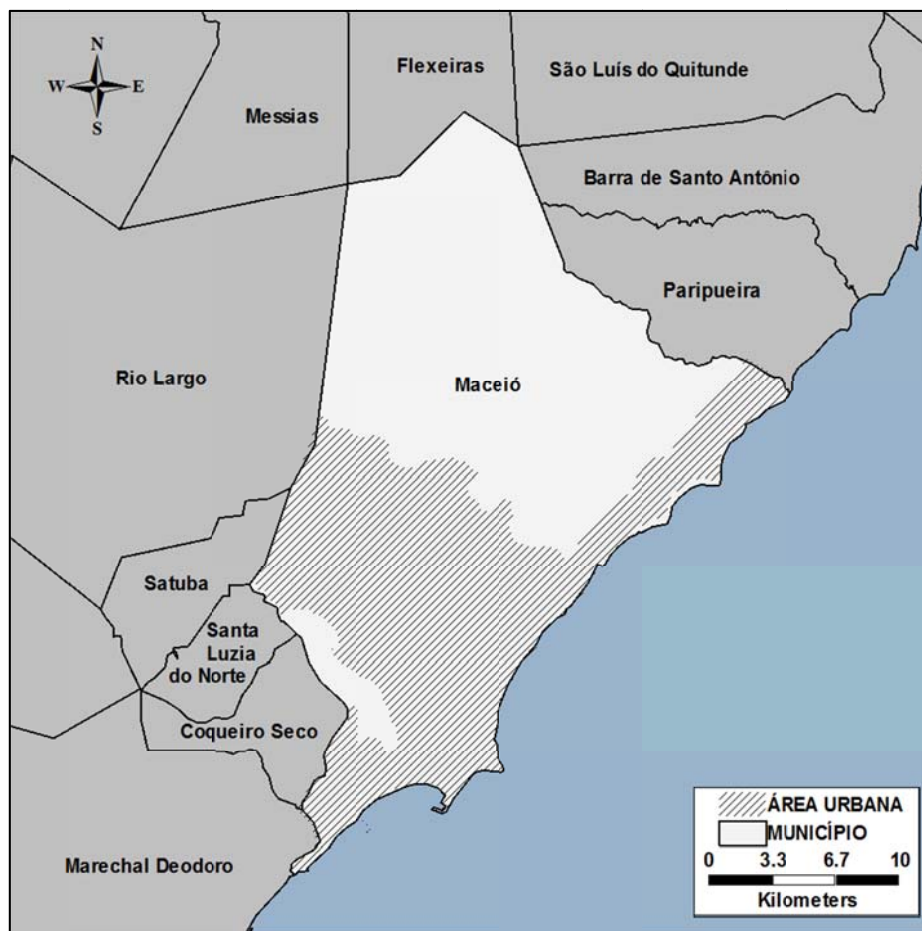 N
W
E
S
Flexeiras
São Luís do Quitunde
Messias
Barra de Santo Antônio
Paripueira
Rio Largo
Maceió
Satuba
Santa
Luzia
do Norte
Coqueiro Seco
Marechal Deodoro
ÁREA URBANA
MUNICÍPIO
0 3.3 6.7 10
Kilometers